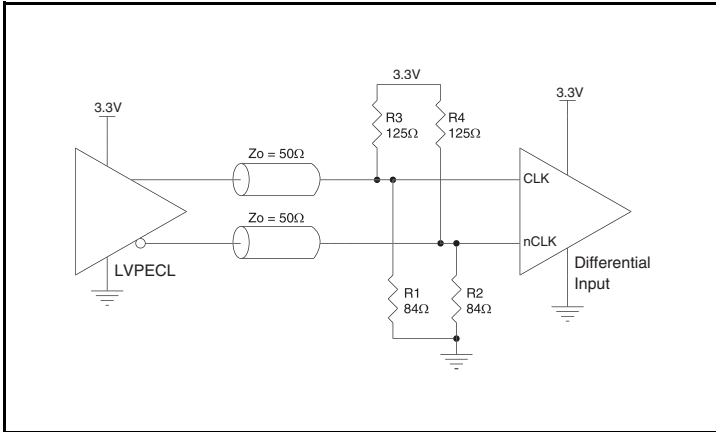 3.3V
3.3V
3.3V
R3
125Ω
R4
125Ω
Zo = 50Ω
CLK
Zo = 50Ω
nCLK
LVPECL
Differential
Input
R1
84Ω
R2
84Ω